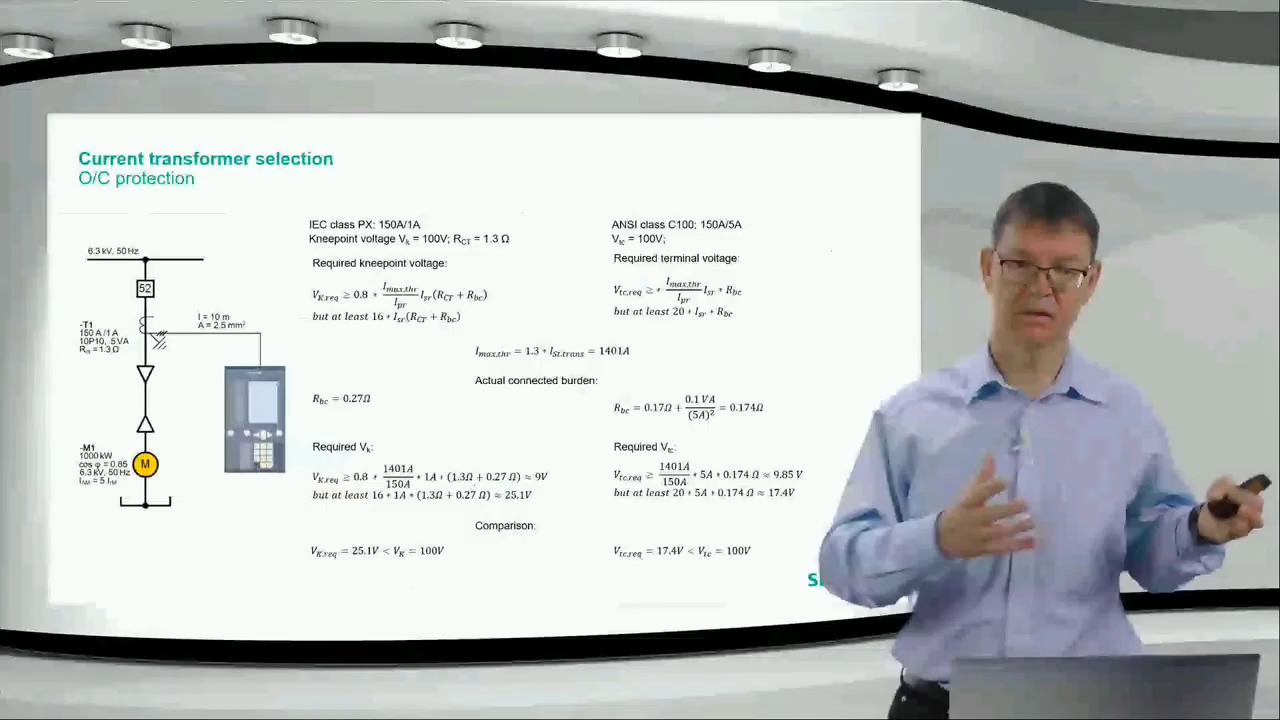 Current transformer selection
O/C protection
6.3 kV, 50 Hz
52
l = 10 m
A = 2.5 mm²
-T1
150 A /1 A
10P10, 5 VA
M
-M1
1000 kW
cos φ = 0.85
6.3 kV, 50 Hz
IEC class PX: 150A/1A
Kneepoint voltage Vk = 100V; RCT = 1.3 Ω
Required kneepoint voltage:
VK,req ≥ 0.8 * Imax,thr/Ipr Isr(RCT + Rbc)
but at least 16 * Isr(RCT + Rbc)
ANSI class C100; 150A/5A
Vtc = 100V;
Required terminal voltage:
Vtc,req ≥ * Imax,thr/Ipr Isr * Rbc
but at least 20 * Isr * Rbc
Imax,thr = 1.3 * ISt,trans = 1401A
Actual connected burden:
Rbc = 0.27Ω
Rbc = 0.17Ω + 0.1 VA/(5A)² = 0.174Ω
Required Vk:
VK,req ≥ 0.8 * 1401A/150A * 1A * (1.3Ω + 0.27 Ω) ≈ 9V
but at least 16 * 1A * (1.3Ω + 0.27 Ω) ≈ 25.1V
Required Vtc:
Vtc,req ≥ 1401A/150A * 5A * 0.174 Ω ≈ 9.85 V
but at least 20 * 5A * 0.174 Ω ≈ 17.4V
Comparison:
VK,req = 25.1V < VK = 100V
Vtc,req = 17.4V < Vtc = 100V